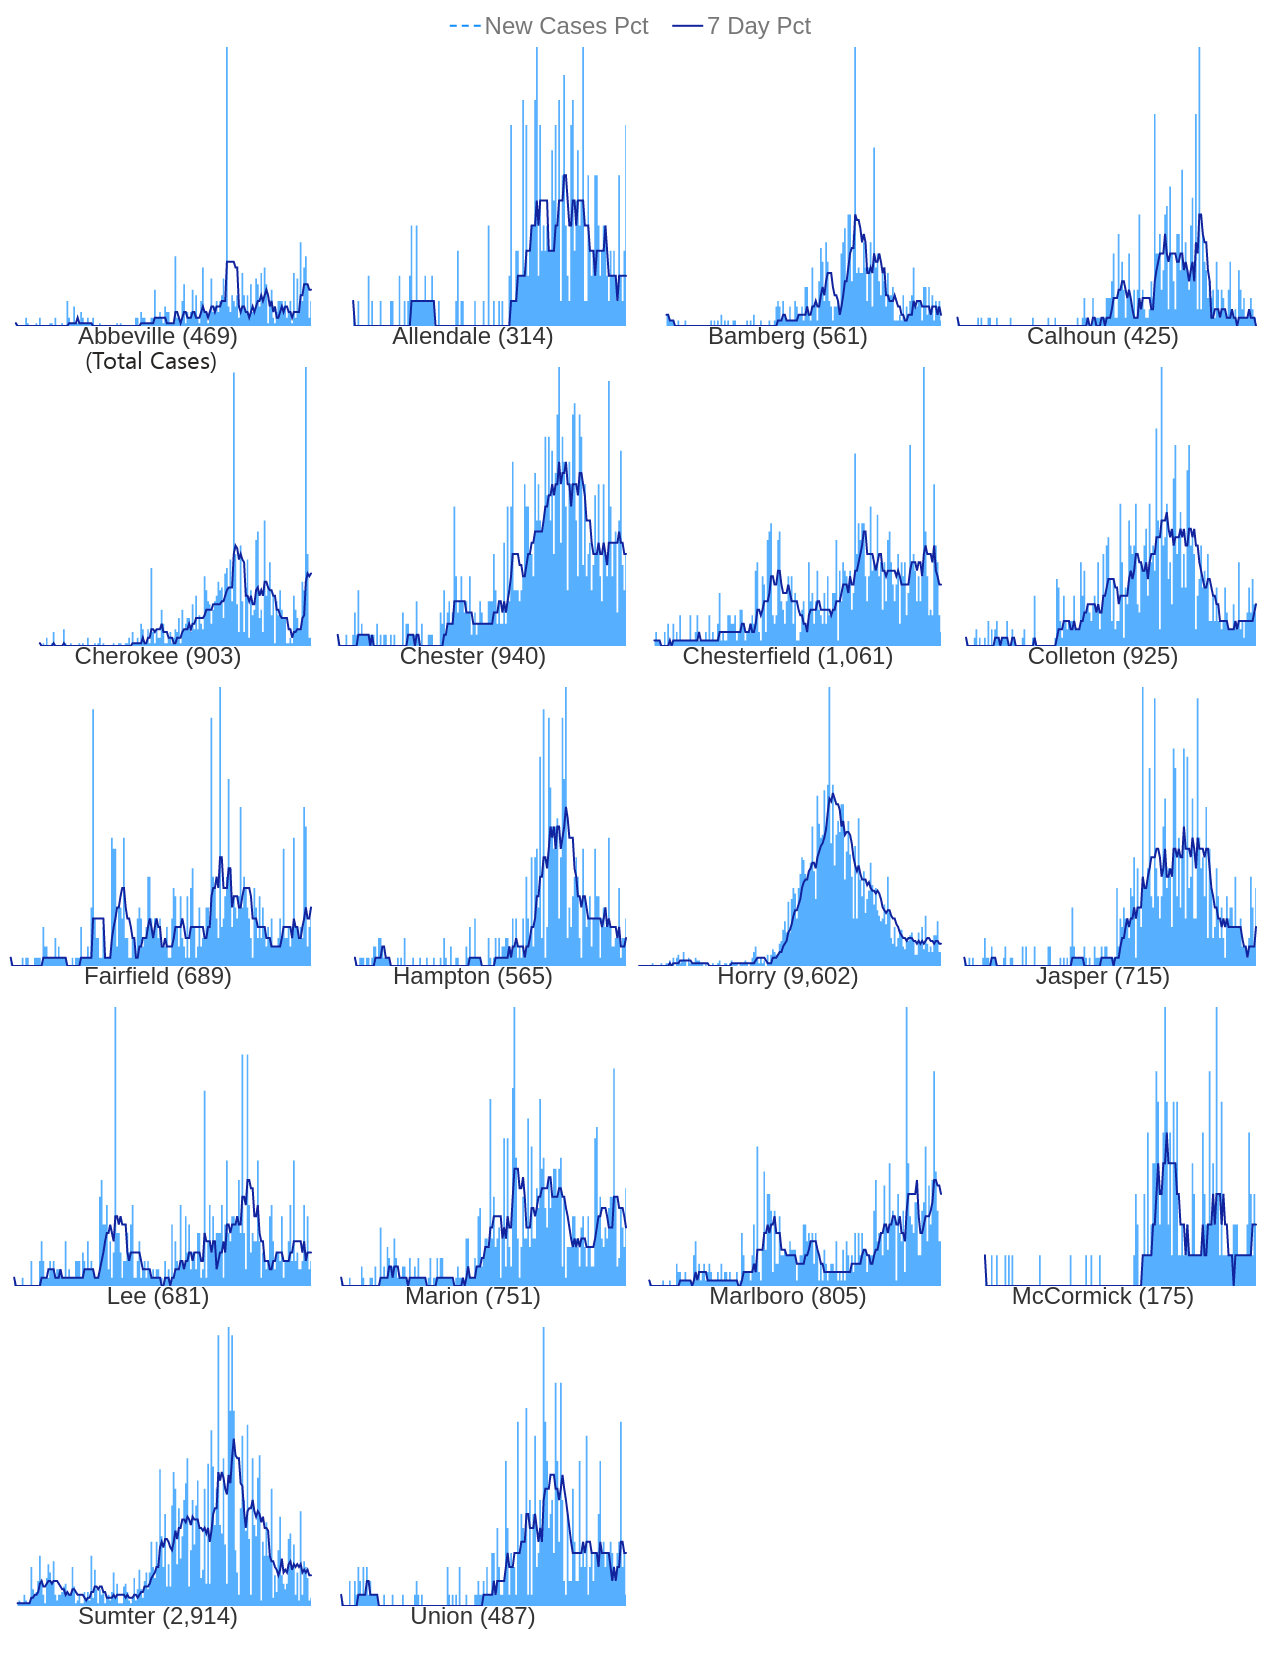 New Cases Pct 7 Day Pct
Abbeville (469) Allendale (314) Bamberg (561) Calhoun (425)
(Total Cases)
Cherokee (903) Chester (940) Chesterfield (1,061) Colleton (925)
Fairfield (689) Hampton (565) Horry (9,602) Jasper (715)
Lee (681) Marion (751) Marlboro (805) McCormick (175)
Sumter (2,914) Union (487)